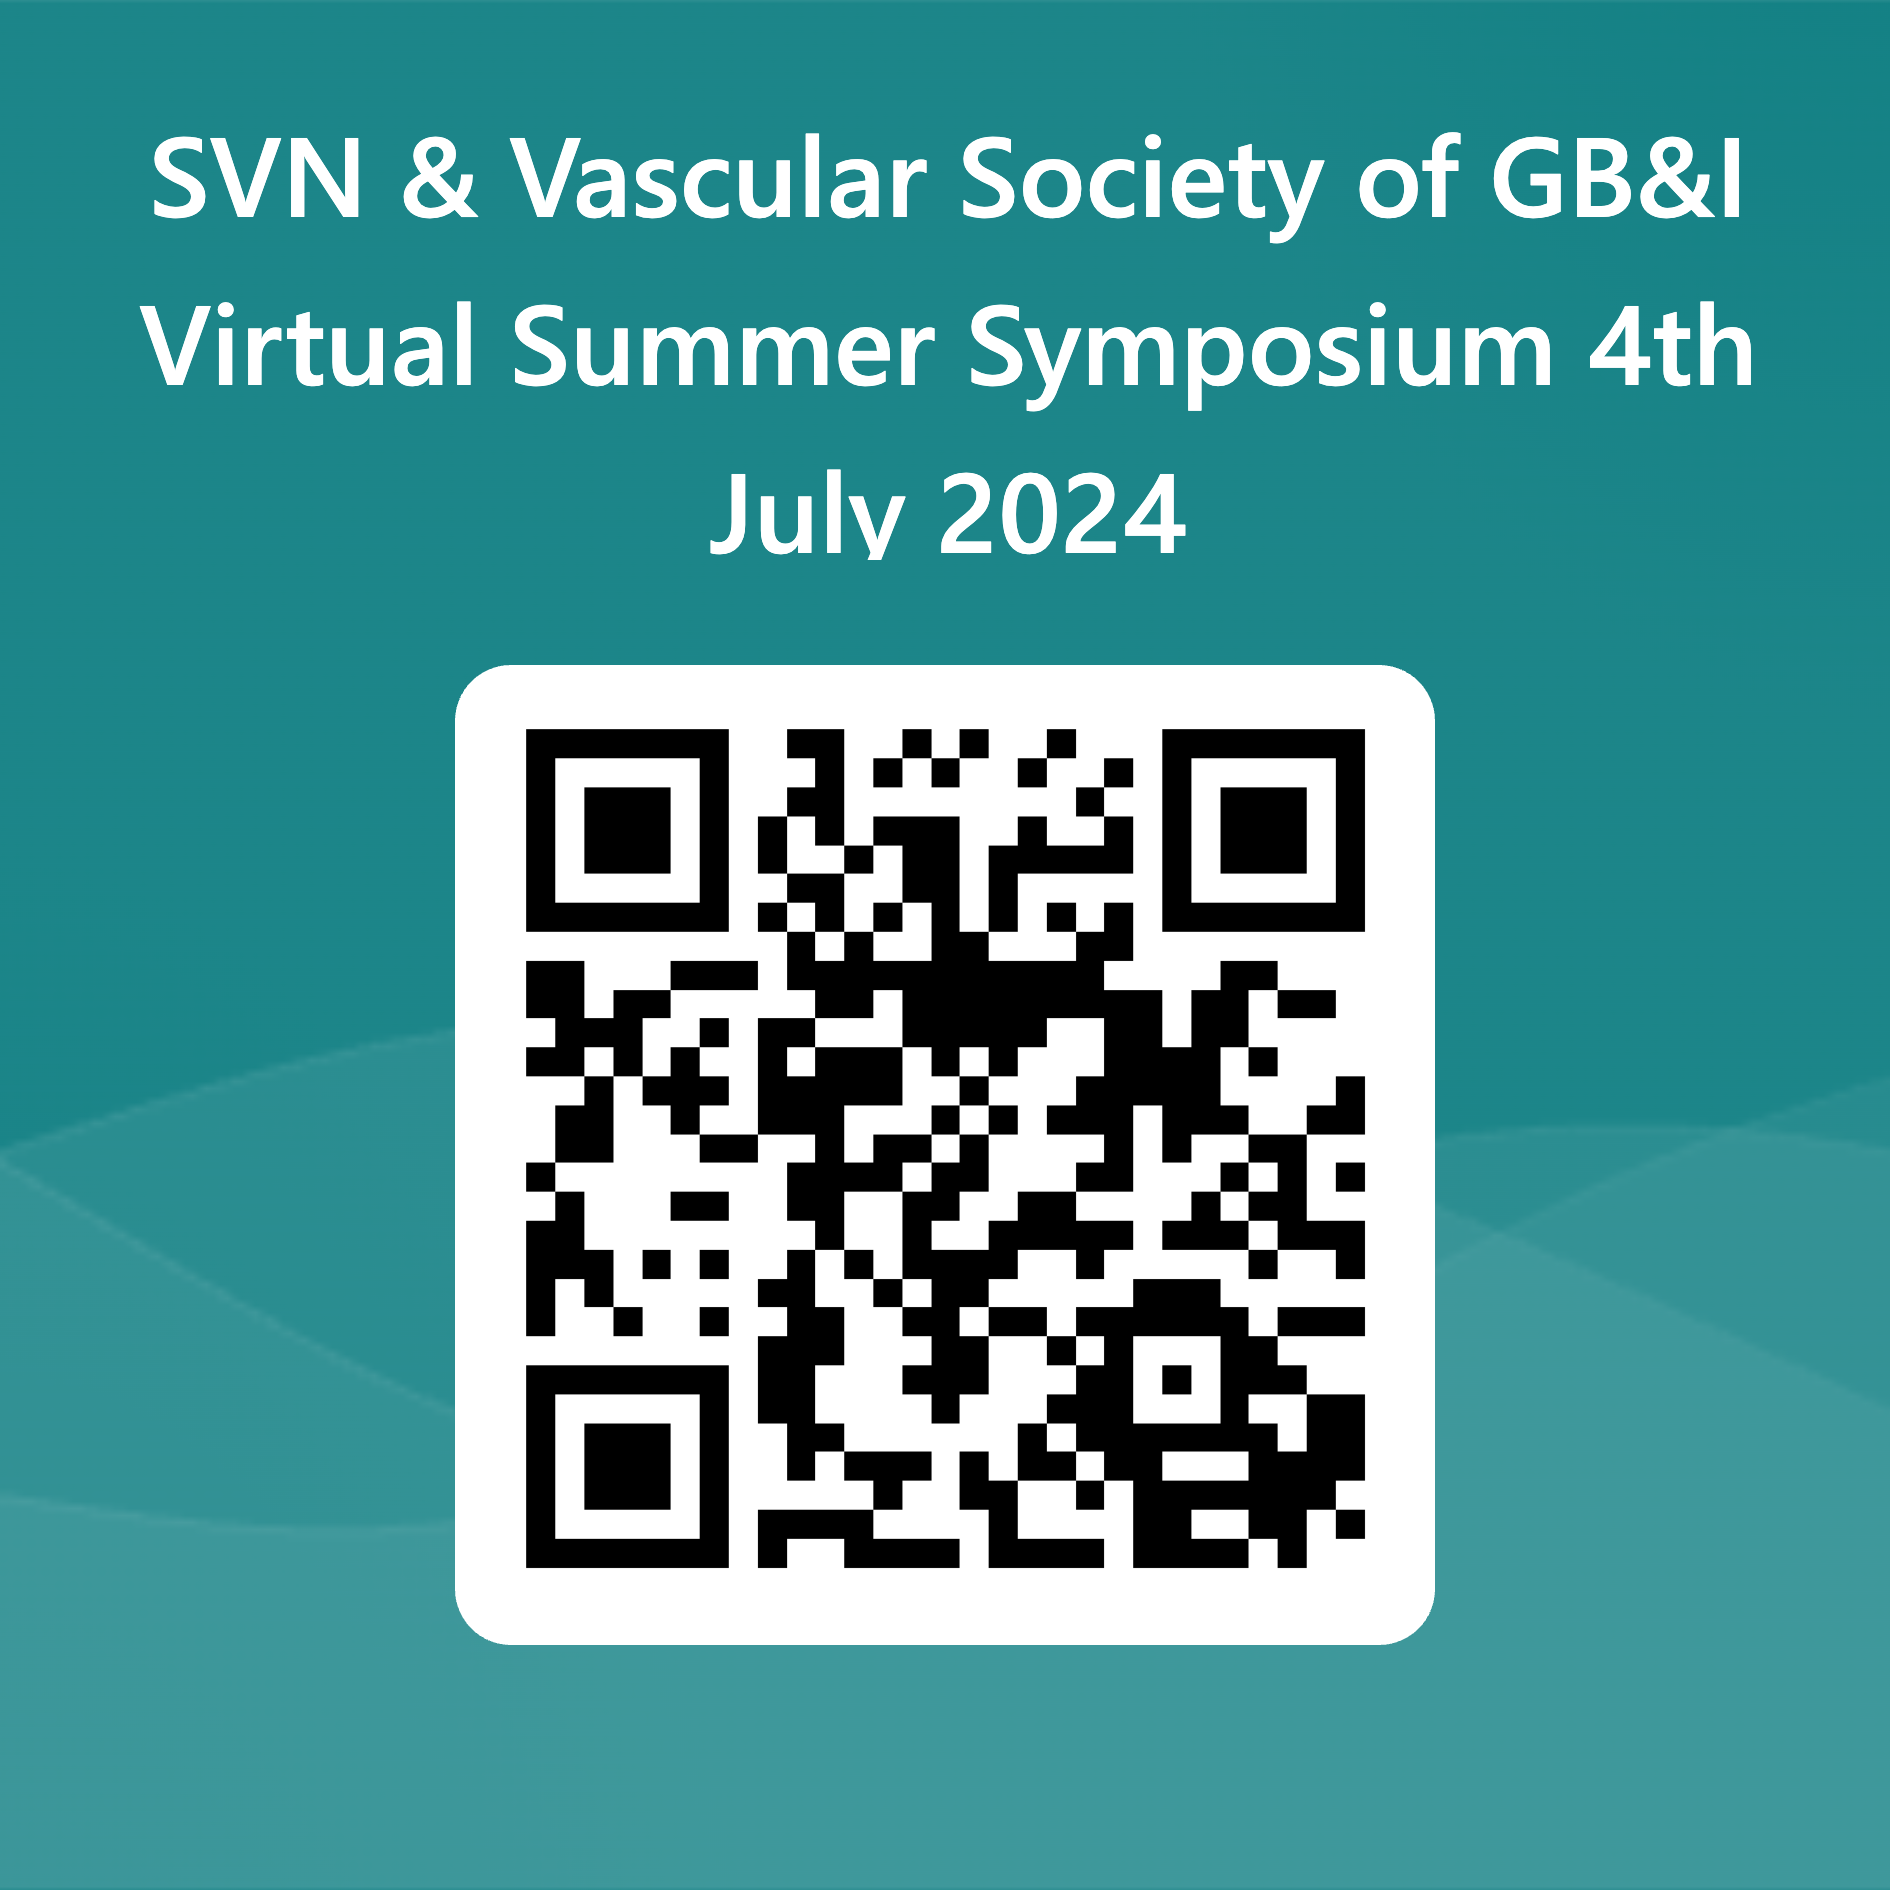 SVN & Vascular Society of GB&I
Virtual Summer Symposium 4th
July 2024